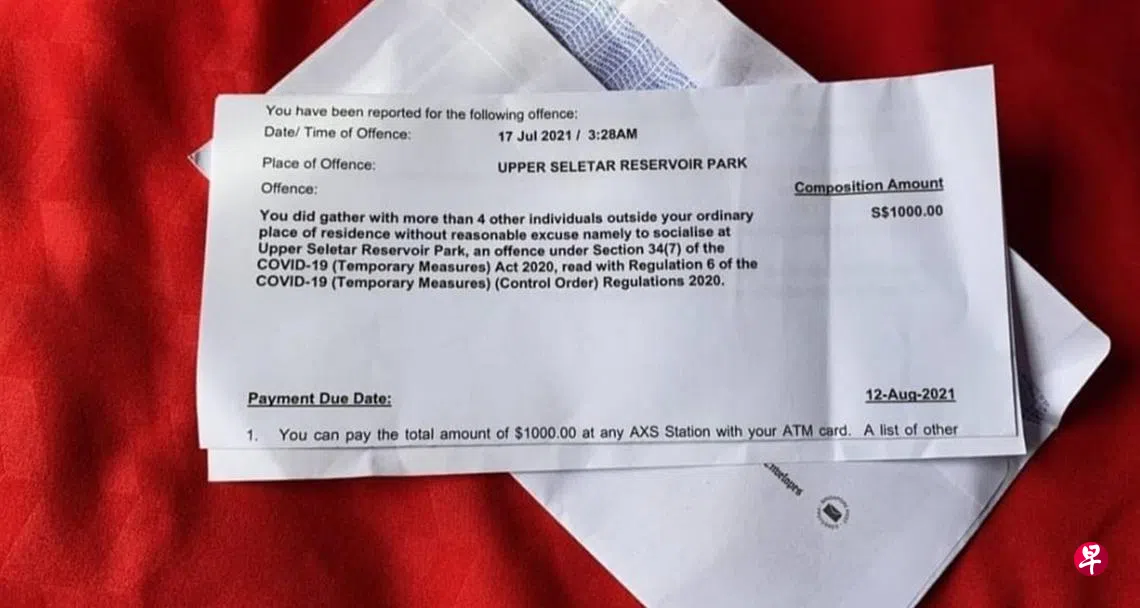 You have been reported for the following offence:
Date/ Time of Offence: 17 Jul 2021 / 3:28AM
Place of Offence: UPPER SELETAR RESERVOIR PARK
Offence: Composition Amount
You did gather with more than 4 other individuals outside your ordinary S$1000.00
place of residence without reasonable excuse namely to socialise at
Upper Seletar Reservoir Park, an offence under Section 34(7) of the
COVID-19 (Temporary Measures) Act 2020, read with Regulation 6 of the
COVID-19 (Temporary Measures) (Control Order) Regulations 2020.
Payment Due Date: 12-Aug-2021
1. You can pay the total amount of $1000.00 at any AXS Station with your ATM card. A list of other
早